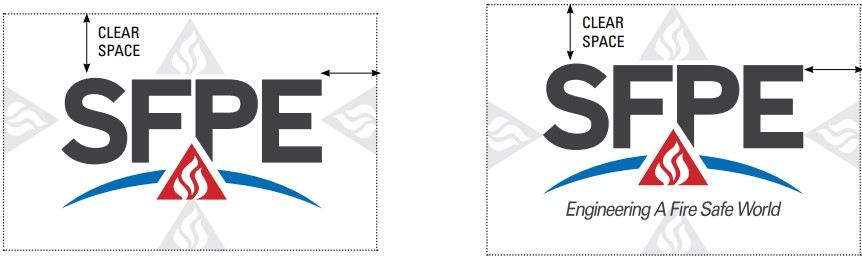 CLEAR
SPACE
SFPE
CLEAR
SPACE
SFPE
Engineering A Fire Safe World